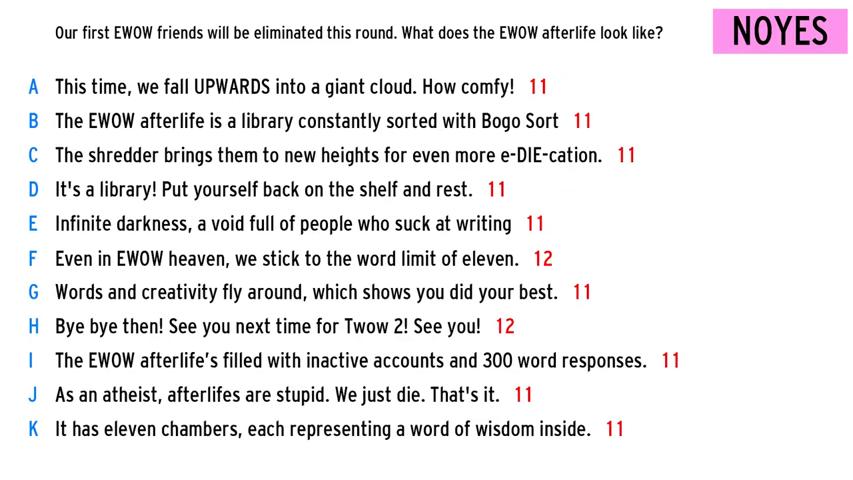 Our first EWOW friends will be eliminated this round. What does the EWOW afterlife look like?
NOYES
A This time, we fall UPWARDS into a giant cloud. How comfy! 11
B The EWOW afterlife is a library constantly sorted with Bogo Sort 11
C The shredder brings them to new heights for even more e-DIE-cation. 11
D It's a library! Put yourself back on the shelf and rest. 11
E Infinite darkness, a void full of people who suck at writing 11
F Even in EWOW heaven, we stick to the word limit of eleven. 12
G Words and creativity fly around, which shows you did your best. 11
H Bye bye then! See you next time for Twow 2! See you! 12
I The EWOW afterlife’s filled with inactive accounts and 300 word responses. 11
J As an atheist, afterlifes are stupid. We just die. That's it. 11
K It has eleven chambers, each representing a word of wisdom inside. 11